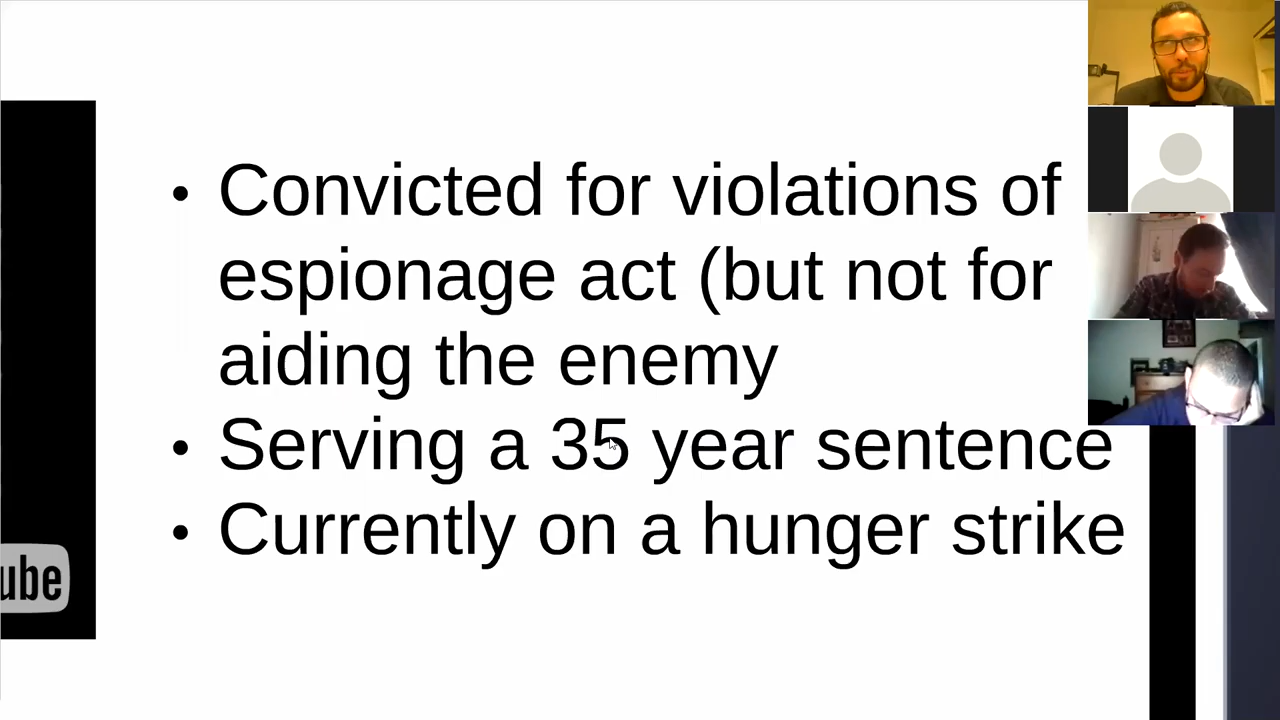 • Convicted for violations of
espionage act (but not for
aiding the enemy
• Serving a 35 year sentence
• Currently on a hunger strike
ube